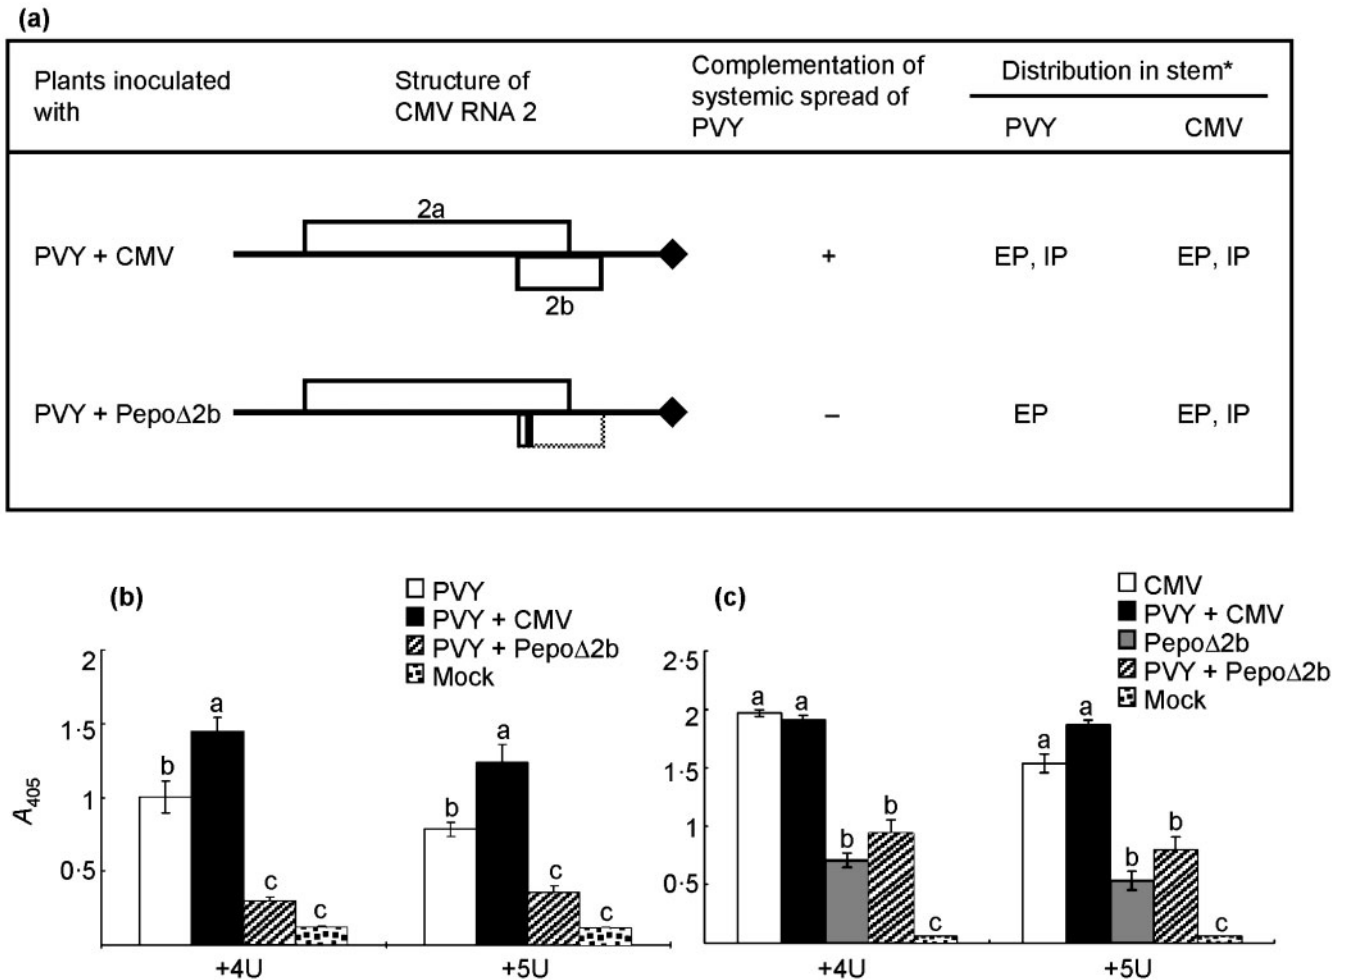 (a)
Plants inoculated
with
Structure of
CMV RNA 2
Complementation of
systemic spread of
PVY
Distribution in stem*
PVY
CMV
PVY + CMV
2a
2b
+
EP, IP
EP, IP
PVY + PepoΔ2b
–
EP
EP, IP
(b)
PVY
PVY + CMV
PVY + PepoΔ2b
Mock
2
1·5
1
0·5
A405
b
a
c
c
b
a
c
c
+4U
+5U
(c)
CMV
PVY + CMV
PepoΔ2b
PVY + PepoΔ2b
Mock
2·5
2
1·5
1
0·5
a
a
b
b
c
a
a
b
b
c
+4U
+5U